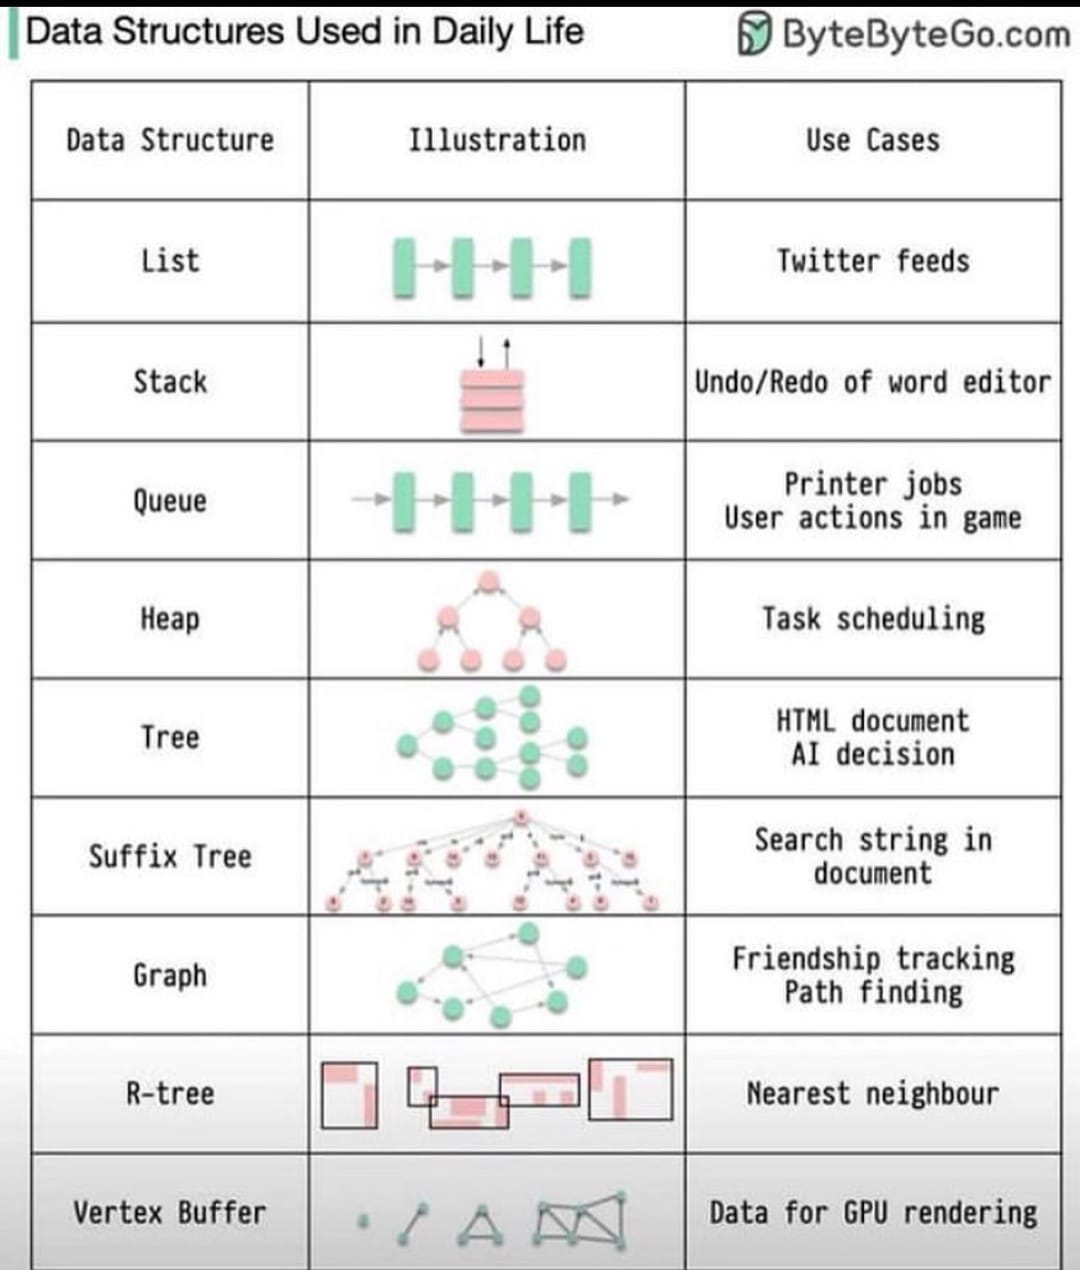 Data Structures Used in Daily Life
ByteByteGo.com
Data Structure Illustration Use Cases
List Twitter feeds
Stack Undo/Redo of word editor
Queue Printer jobs
User actions in game
Heap Task scheduling
Tree HTML document
AI decision
Suffix Tree Search string in
document
Graph Friendship tracking
Path finding
R-tree Nearest neighbour
Vertex Buffer Data for GPU rendering